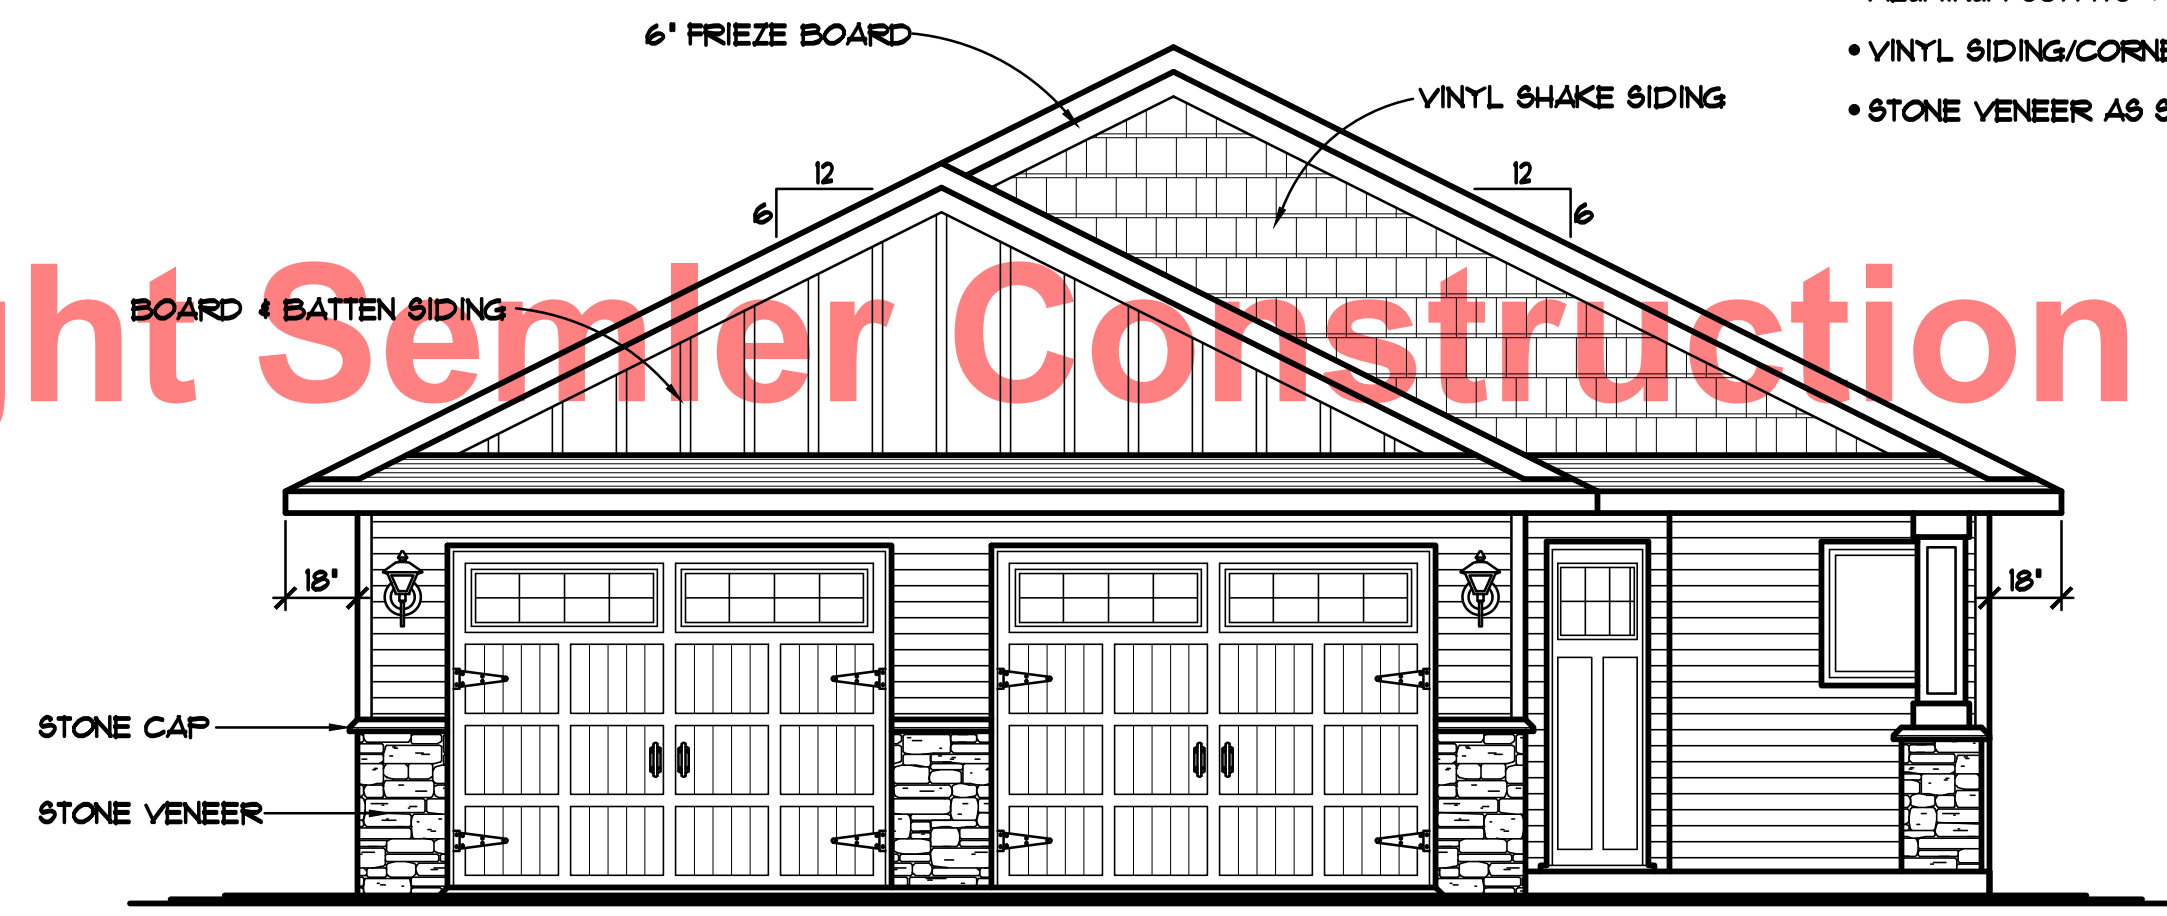 6" FRIEZE BOARD
• VINYL SIDING/CORNE
VINYL SHAKE SIDING
• STONE VENEER AS S
12
6
12
6
ght Semler Construction
BOARD & BATTEN SIDING
18"
18"
STONE CAP
STONE VENEER